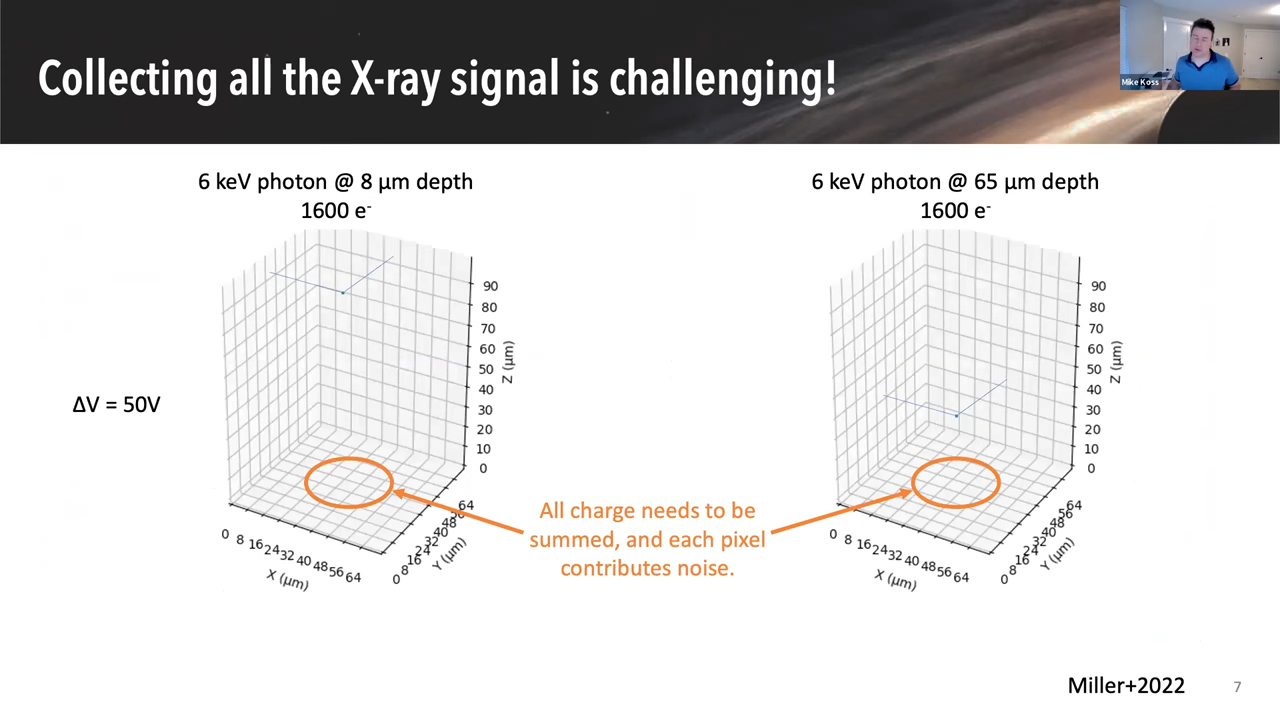 Collecting all the X-ray signal is challenging!
Mike Koss
6 keV photon @ 8 µm depth
1600 e-
6 keV photon @ 65 µm depth
1600 e-
ΔV = 50V
90
80
70
60
50
40
30
20
10
0
Z (µm)
0 8 16 24 32 40 48 56 64
X (µm)
0 8 16 24 32 40 48 56 64
Y (µm)
90
80
70
60
50
40
30
20
10
0
Z (µm)
0 8 16 24 32 40 48 56 64
X (µm)
0 8 16 24 32 40 48 56 64
Y (µm)
All charge needs to be
summed, and each pixel
contributes noise.
Miller+2022
7